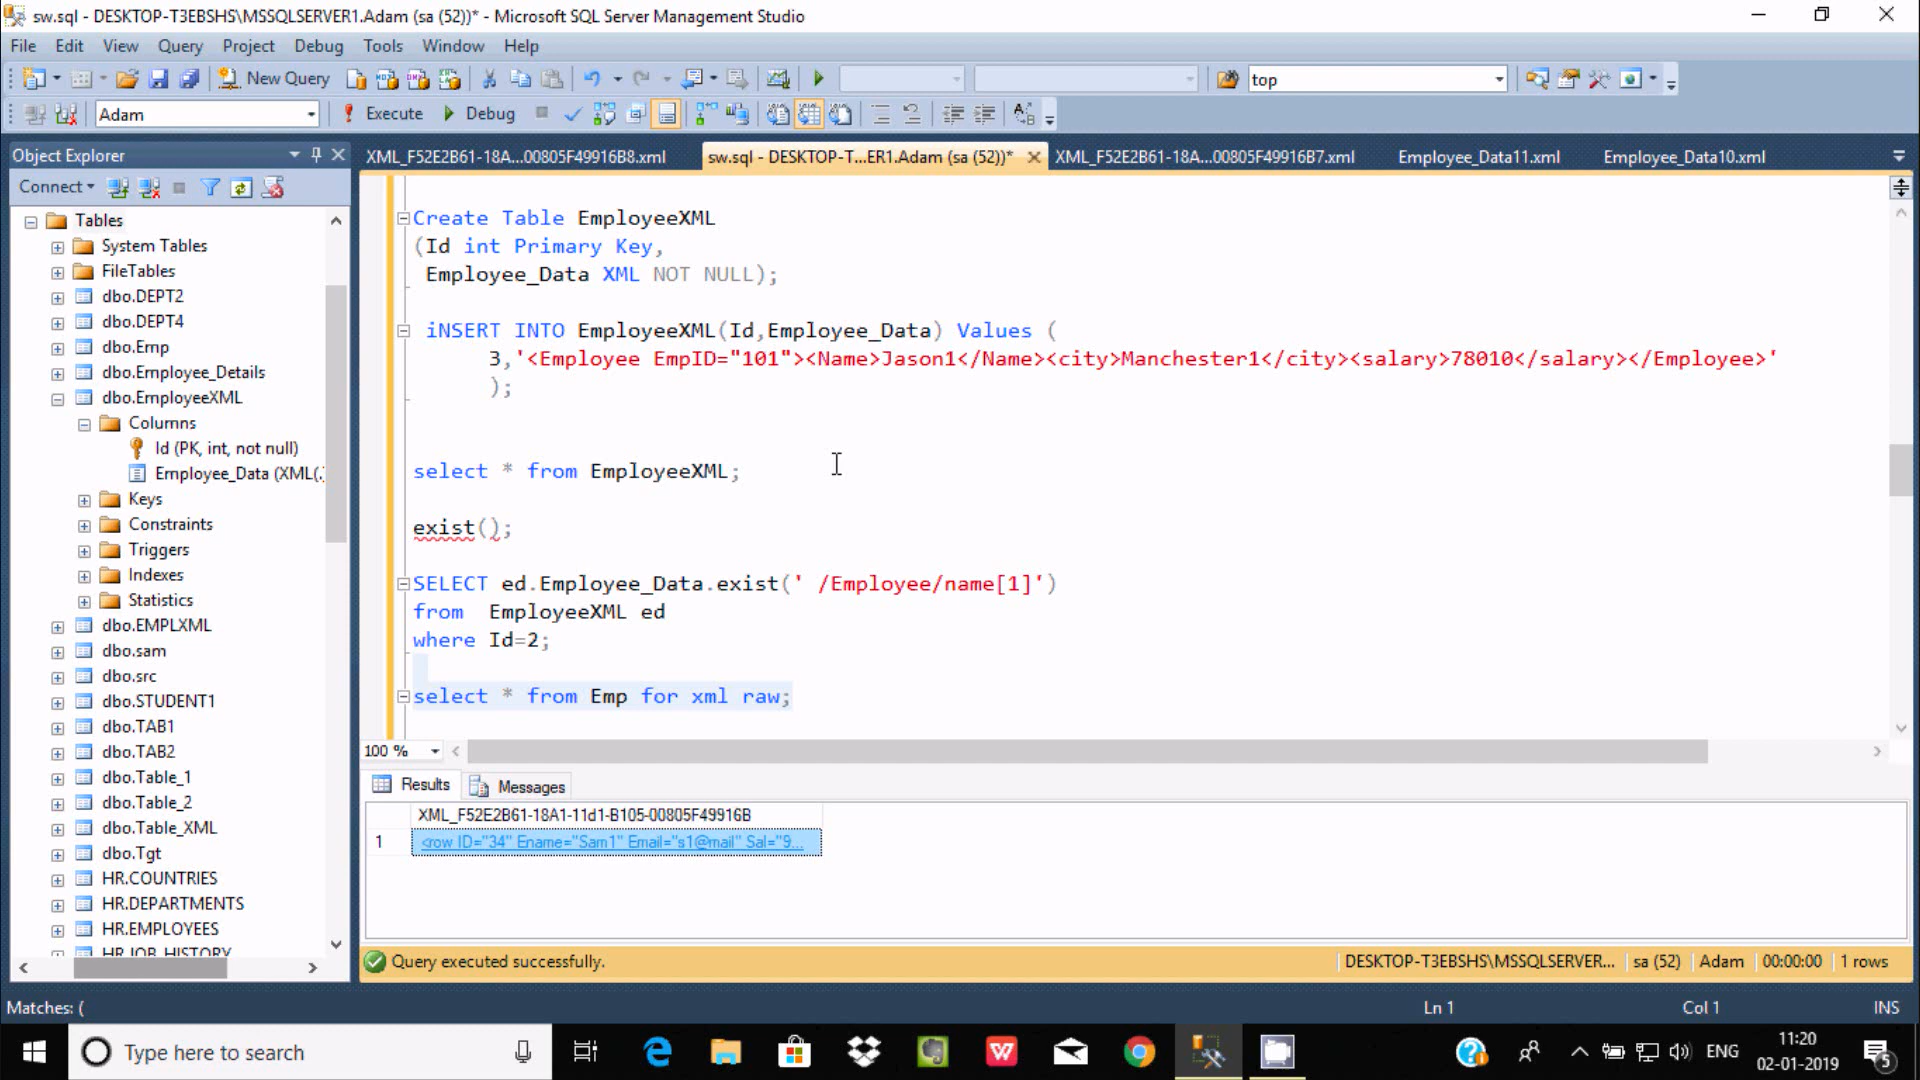 sw.sql - DESKTOP-T3EBSHS\MSSQLSERVER1.Adam (sa (52))* - Microsoft SQL Server Management Studio
File Edit View Query Project Debug Tools Window Help
New Query top
Adam Execute Debug
Object Explorer
XML_F52E2B61-18A...00805F49916B8.xml sw.sql - DESKTOP-T...ER1.Adam (sa (52))* XML_F52E2B61-18A...00805F49916B7.xml Employee_Data11.xml Employee_Data10.xml
Connect
Tables
System Tables
FileTables
dbo.DEPT2
dbo.DEPT4
dbo.Emp
dbo.Employee_Details
dbo.EmployeeXML
Columns
Id (PK, int, not null)
Employee_Data (XML(.)
Keys
Constraints
Triggers
Indexes
Statistics
dbo.EMPLXML
dbo.sam
dbo.src
dbo.STUDENT1
dbo.TAB1
dbo.TAB2
dbo.Table_1
dbo.Table_2
dbo.Table_XML
dbo.Tgt
HR.COUNTRIES
HR.DEPARTMENTS
HR.EMPLOYEES
HR.JOB_HISTORY
Create Table EmployeeXML
(Id int Primary Key,
Employee_Data XML NOT NULL);
iNSERT INTO EmployeeXML(Id,Employee_Data) Values (
3,'<Employee EmpID="101"><Name>Jason1</Name><city>Manchester1</city><salary>78010</salary></Employee>'
);
select * from EmployeeXML;
exist();
SELECT ed.Employee_Data.exist(' /Employee/name[1]')
from  EmployeeXML ed
where Id=2;
select * from Emp for xml raw;
100 %
Results Messages
XML_F52E2B61-18A1-11d1-B105-00805F49916B
1 <row ID="34" Ename="Sam1" Email="s1@mail" Sal="9...
Query executed successfully. DESKTOP-T3EBSHS\MSSQLSERVER... sa (52) Adam 00:00:00 1 rows
Matches: ( Ln 1 Col 1 INS
Type here to search
ENG
11:20
02-01-2019
5